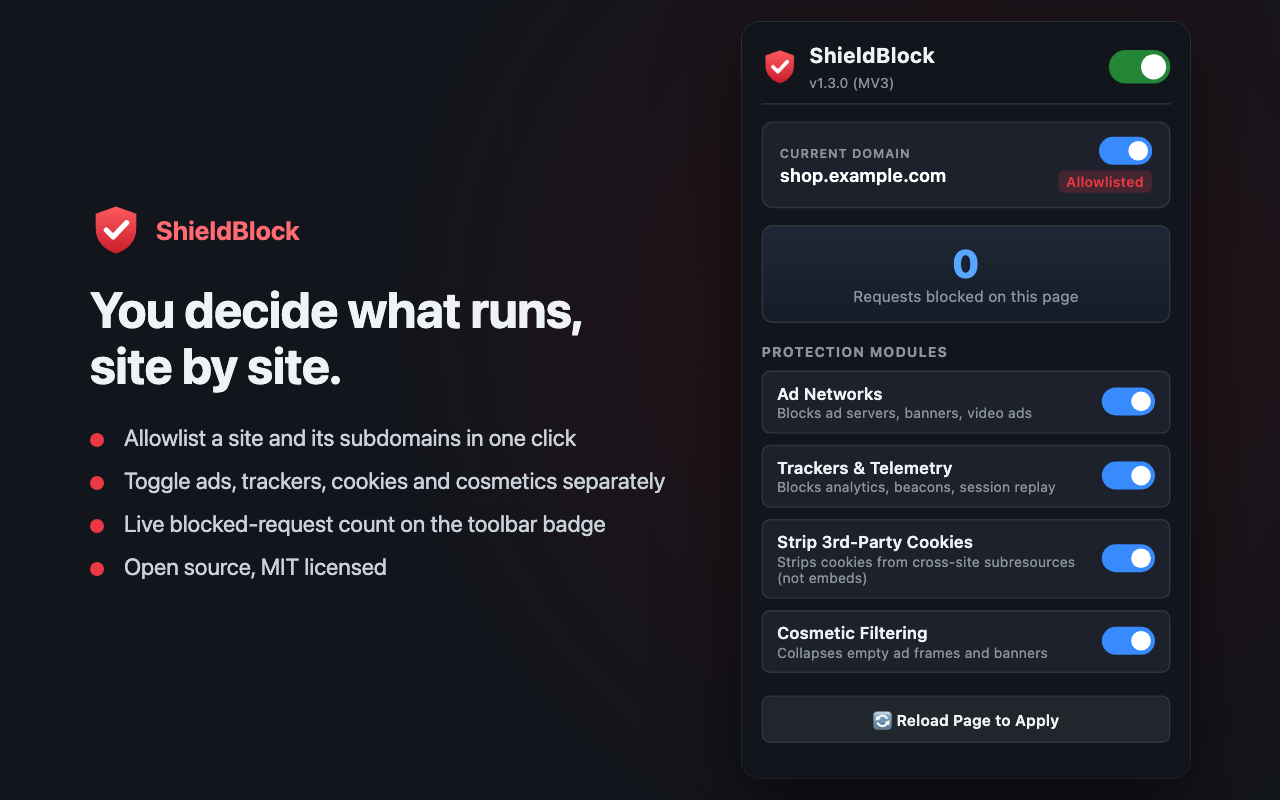 ShieldBlock
You decide what runs,
site by site.
Allowlist a site and its subdomains in one click
Toggle ads, trackers, cookies and cosmetics separately
Live blocked-request count on the toolbar badge
Open source, MIT licensed
ShieldBlock
v1.3.0 (MV3)
CURRENT DOMAIN
shop.example.com
Allowlisted
0
Requests blocked on this page
PROTECTION MODULES
Ad Networks
Blocks ad servers, banners, video ads
Trackers & Telemetry
Blocks analytics, beacons, session replay
Strip 3rd-Party Cookies
Strips cookies from cross-site subresources
(not embeds)
Cosmetic Filtering
Collapses empty ad frames and banners
Reload Page to Apply